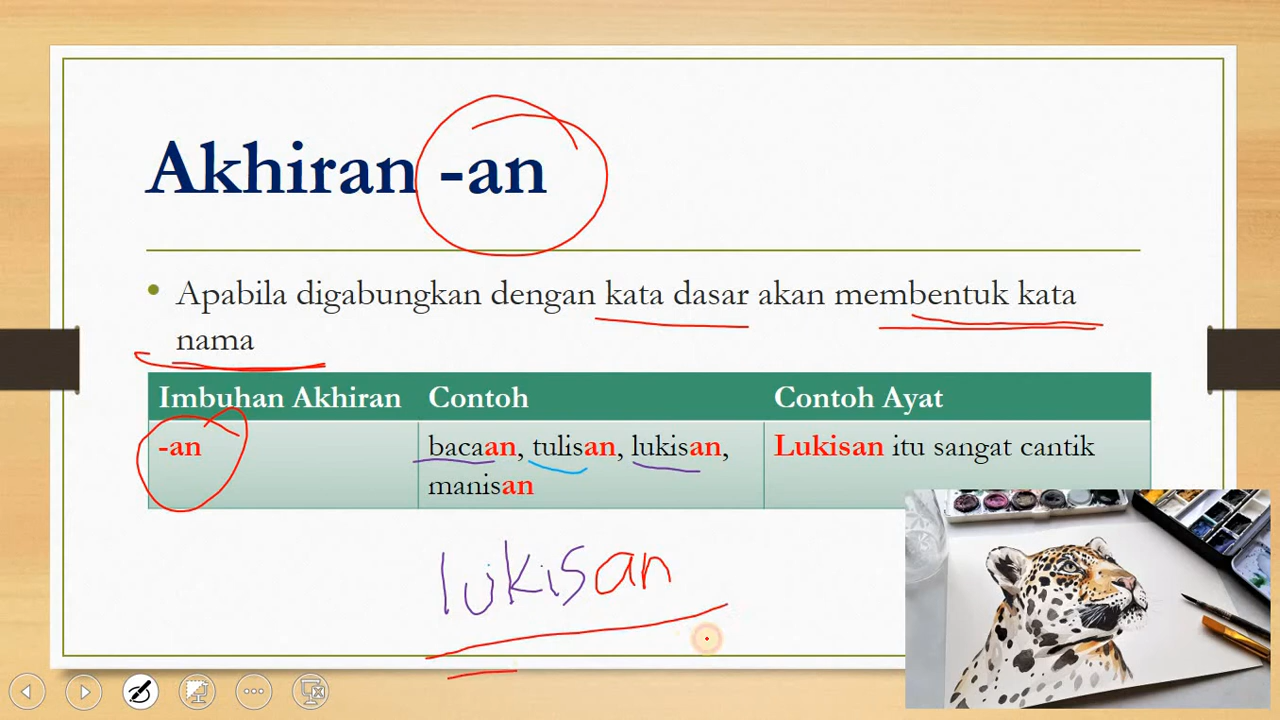 Akhiran -an
• Apabila digabungkan dengan kata dasar akan membentuk kata
nama
Imbuhan Akhiran Contoh Contoh Ayat
-an bacaan, tulisan, lukisan, Lukisan itu sangat cantik
manisan
lukisan